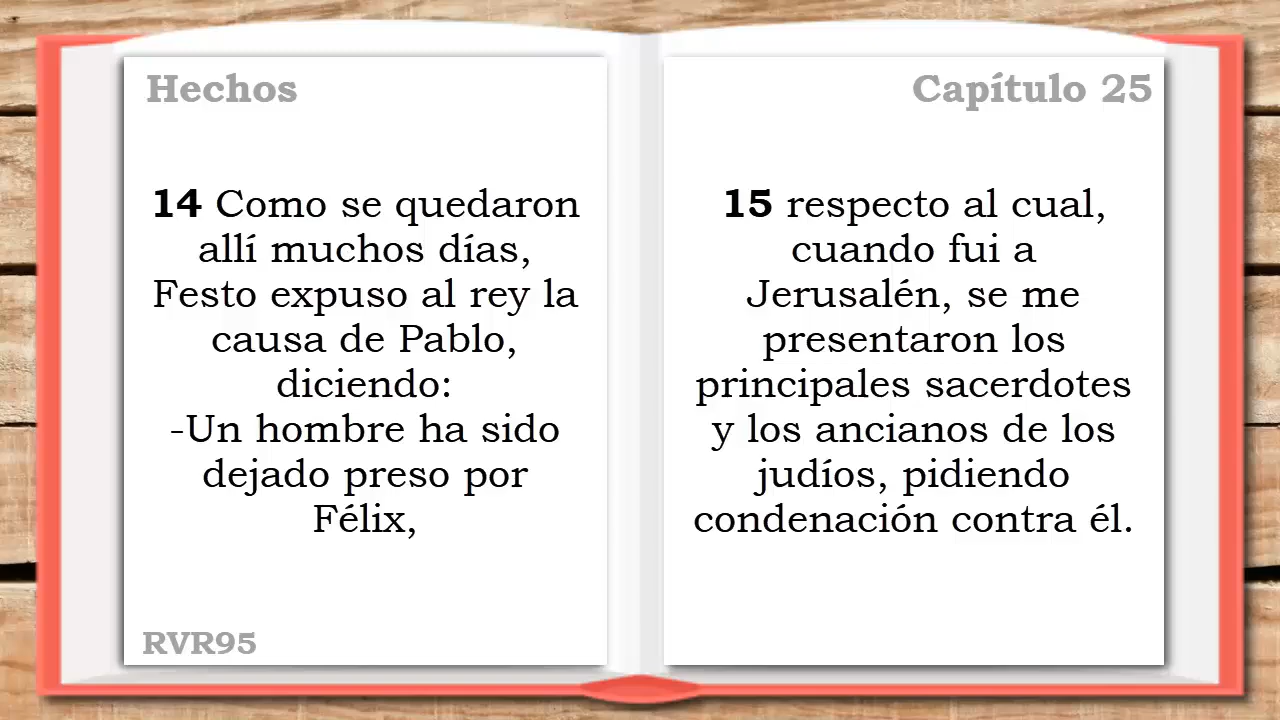 Hechos
14 Como se quedaron
allí muchos días,
Festo expuso al rey la
causa de Pablo,
diciendo:
-Un hombre ha sido
dejado preso por
Félix,
RVR95
Capítulo 25
15 respecto al cual,
cuando fui a
Jerusalén, se me
presentaron los
principales sacerdotes
y los ancianos de los
judíos, pidiendo
condenación contra él.